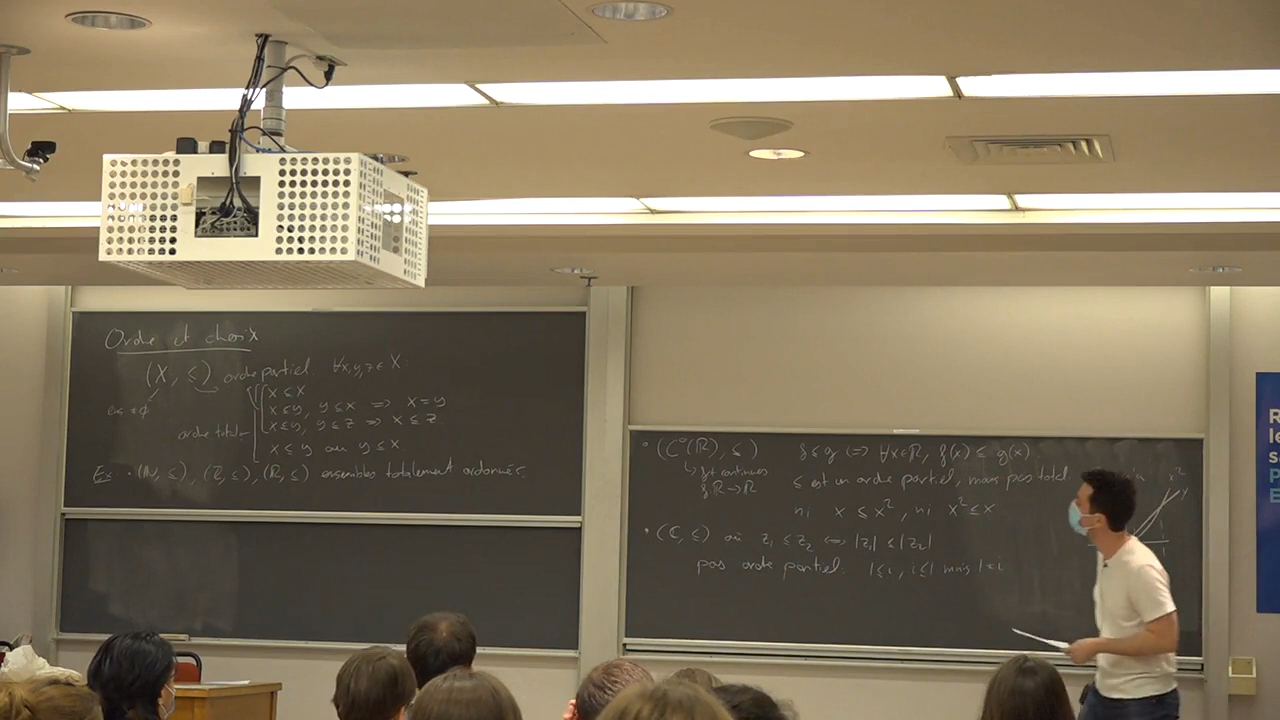 Ordre et choix
(X, ≤) ordre partiel ∀x,y,z ∈ X
ens ≠ ∅
x ≤ x
x ≤ y, y ≤ x ⟹ x = y
x ≤ y, y ≤ z ⟹ x ≤ z
ordre total
x ≤ y ou y ≤ x
Ex • (ℕ, ≤), (ℤ, ≤), (ℝ, ≤) ensembles totalement ordonnés.
• (C⁰(ℝ), ≤) f ≤ g ⟺ ∀x∈ℝ, f(x) ≤ g(x)
↳ fct continues
f ℝ → ℝ
≤ est un ordre partiel, mais pas total
ni x ≤ x², ni x² ≤ x
x²
• (ℂ, ≤) où z₁ ≤ z₂ ⟺ |z₁| ≤ |z₂|
pas ordre partiel. 1 ≤ i, i ≤ 1 mais 1 ≠ i